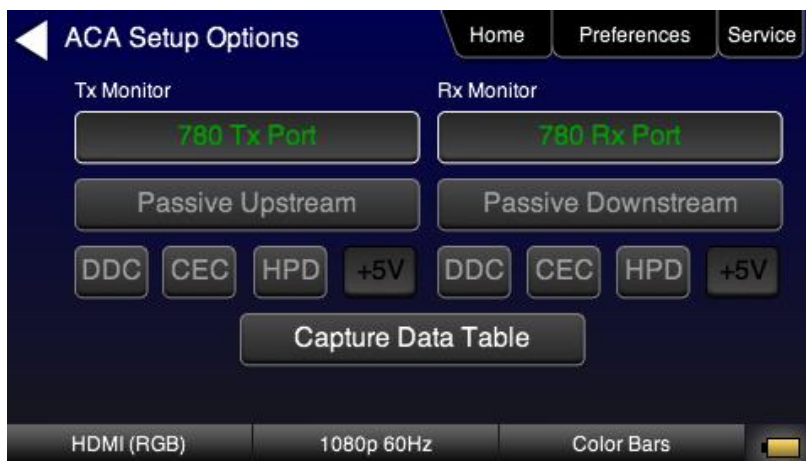 ACA Setup Options
Home
Preferences
Service
Tx Monitor
Rx Monitor
780 Tx Port
780 Rx Port
Passive Upstream
Passive Downstream
DDC CEC HPD +5V
DDC CEC HPD +5V
Capture Data Table
HDMI (RGB)
1080p 60Hz
Color Bars